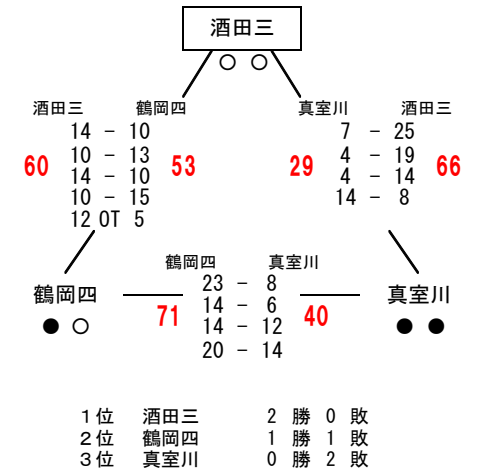 酒田三
○ ○
酒田三 鶴岡四
14 - 10
10 - 13
60 14 - 10 53
10 - 15
12 OT 5
真室川 酒田三
7 - 25
4 - 19
29 4 - 14 66
14 - 8
鶴岡四 真室川
23 - 8
14 - 6
71 14 - 12 40
20 - 14
鶴岡四
● ○
真室川
● ●
1位 酒田三 2 勝 0 敗
2位 鶴岡四 1 勝 1 敗
3位 真室川 0 勝 2 敗